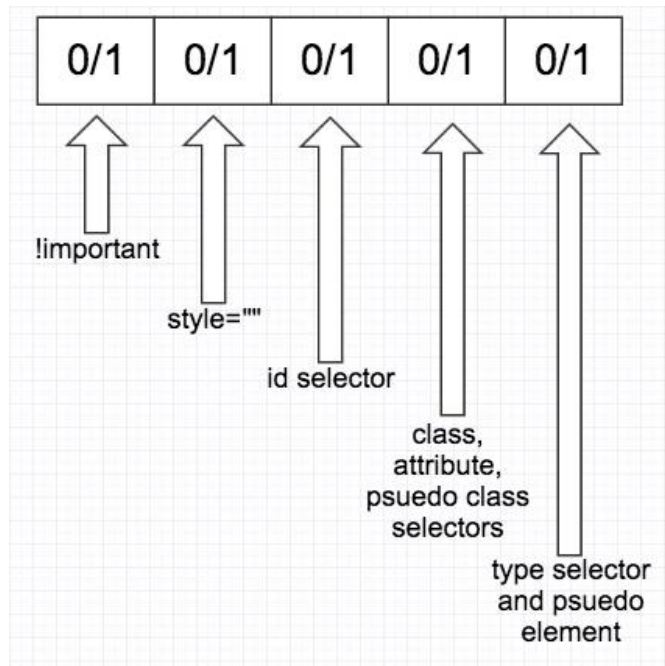 0/1 0/1 0/1 0/1 0/1
!important
style=""
id selector
class,
attribute,
psuedo class
selectors
type selector
and psuedo
element